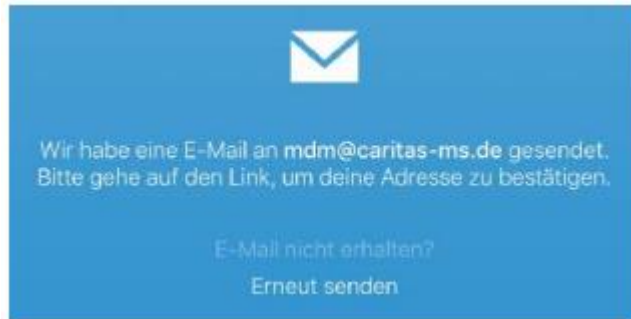 Wir habe eine E-Mail an mdm@caritas-ms.de gesendet.
Bitte gehe auf den Link, um deine Adresse zu bestätigen.
E-Mail nicht erhalten?
Erneut senden